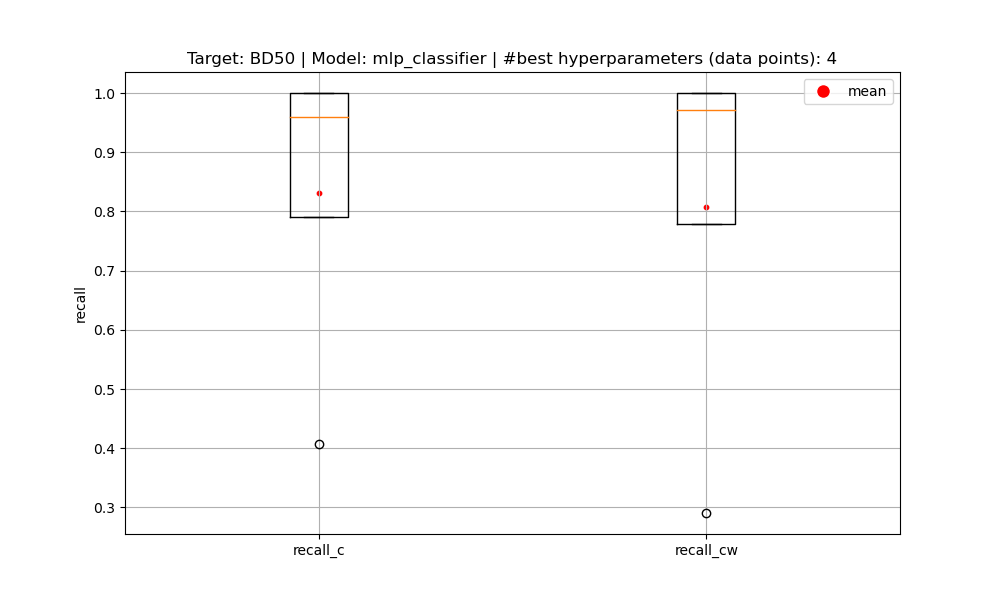 Target: BD50 | Model: mlp_classifier | #best hyperparameters (data points): 4
mean
1.0
0.9
0.8
0.7
0.6
0.5
0.4
0.3
recall
recall_c
recall_cw